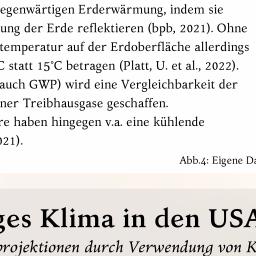 egenwärtigen Erderwärmung, indem sie
ung der Erde reflektieren (bpb, 2021). Ohne
temperatur auf der Erdoberfläche allerdings
C statt 15°C betragen (Platt, U. et al., 2022).
auch GWP) wird eine Vergleichbarkeit der
ner Treibhausgase geschaffen.
re haben hingegen v.a. eine kühlende
021).
Abb.4: Eigene Da
ges Klima in den USA
projektionen durch Verwendung von K